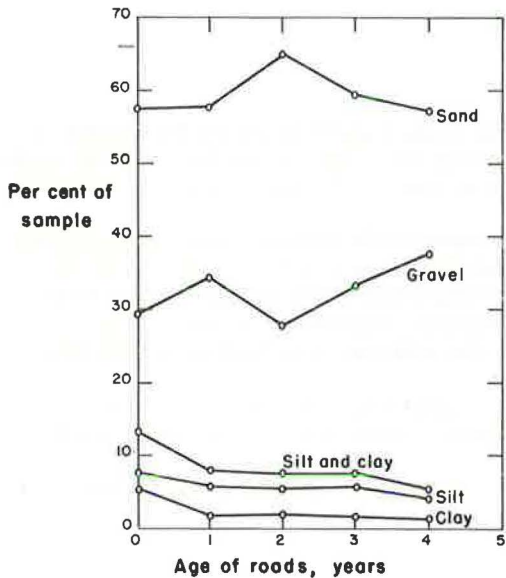 70
60
50
Per cent of
sample
40
30
20
10
0
Sand
Gravel
Silt and clay
Silt
Clay
0 1 2 3 4 5
Age of roads, years